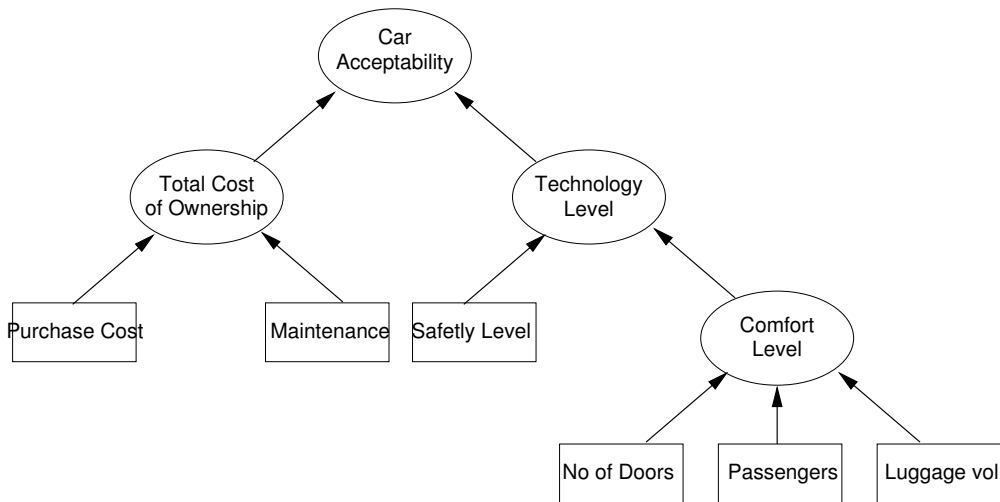 Car
Acceptability
Total Cost
of Ownership
Technology
Level
Purchase Cost
Maintenance
Safetly Level
Comfort
Level
No of Doors
Passengers
Luggage vol